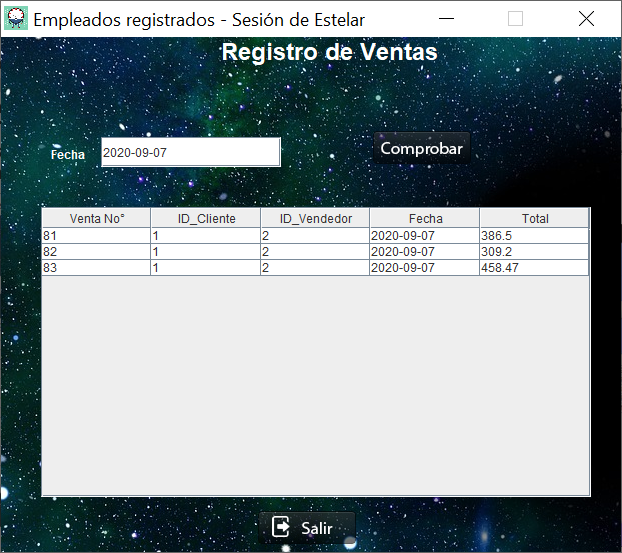 Empleados registrados - Sesión de Estelar
Registro de Ventas
Fecha 2020-09-07 Comprobar
Venta No° ID_Cliente ID_Vendedor Fecha Total
81 1 2 2020-09-07 386.5
82 1 2 2020-09-07 309.2
83 1 2 2020-09-07 458.47
Salir